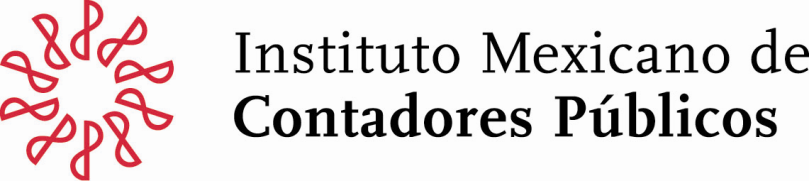 Instituto Mexicano de
Contadores Públicos